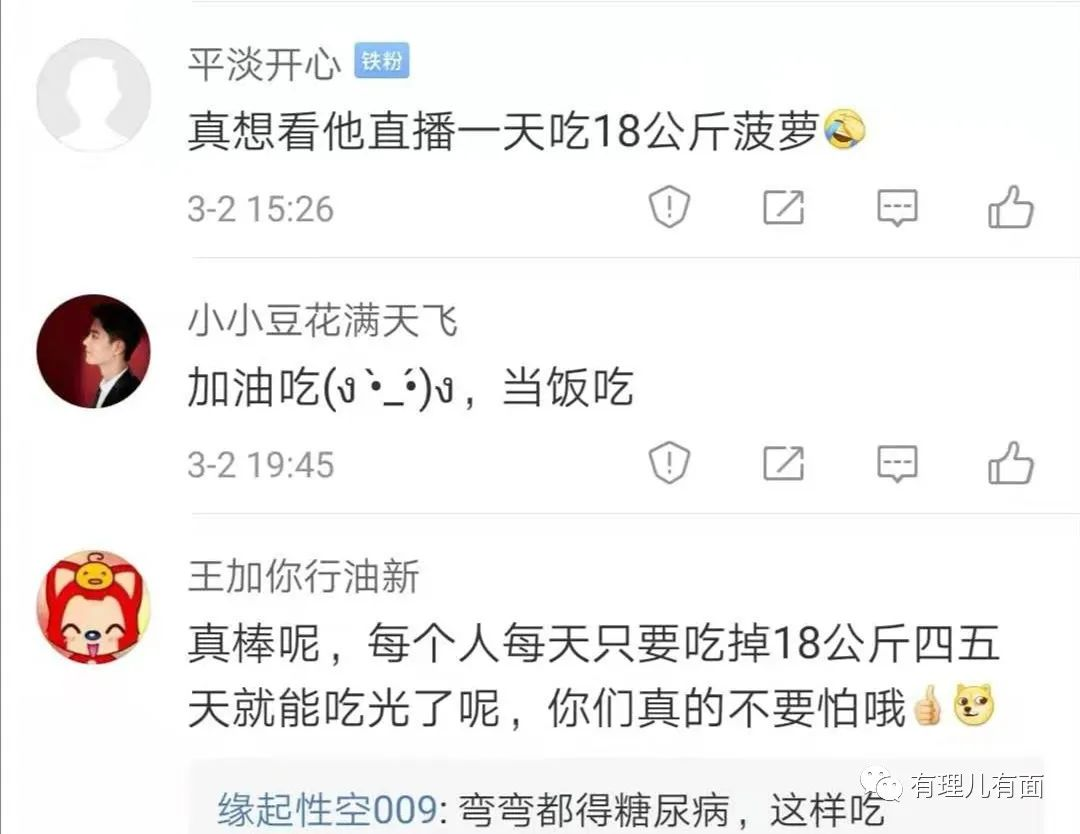 平淡开心 铁粉
真想看他直播一天吃18公斤菠萝🤣
3-2 15:26
小小豆花满天飞
加油吃(ง •̀_•́)ง，当饭吃
3-2 19:45
王加你行油新
真棒呢，每个人每天只要吃掉18公斤四五
天就能吃光了呢，你们真的不要怕哦👍
缘起性空009: 弯弯都得糖尿病，这样吃
有理儿有面